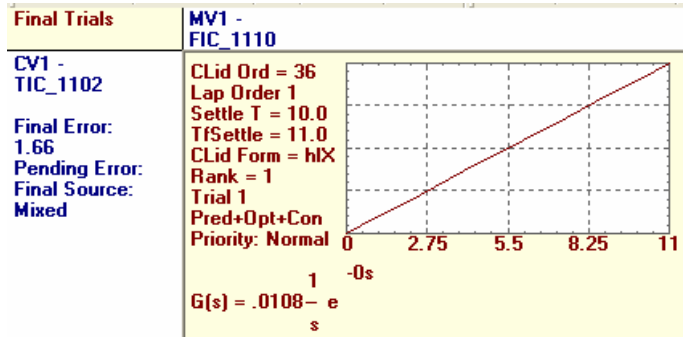 Final Trials
MV1 -
FIC_1110
CV1 -
TIC_1102
Final Error:
1.66
Pending Error:
Final Source:
Mixed
CLid Ord = 36
Lap Order 1
Settle T = 10.0
TfSettle = 11.0
CLid Form = hIX
Rank = 1
Trial 1
Pred+Opt+Con
Priority: Normal
0 2.75 5.5 8.25 11
1 -0s
G(s) = .0108– e
s